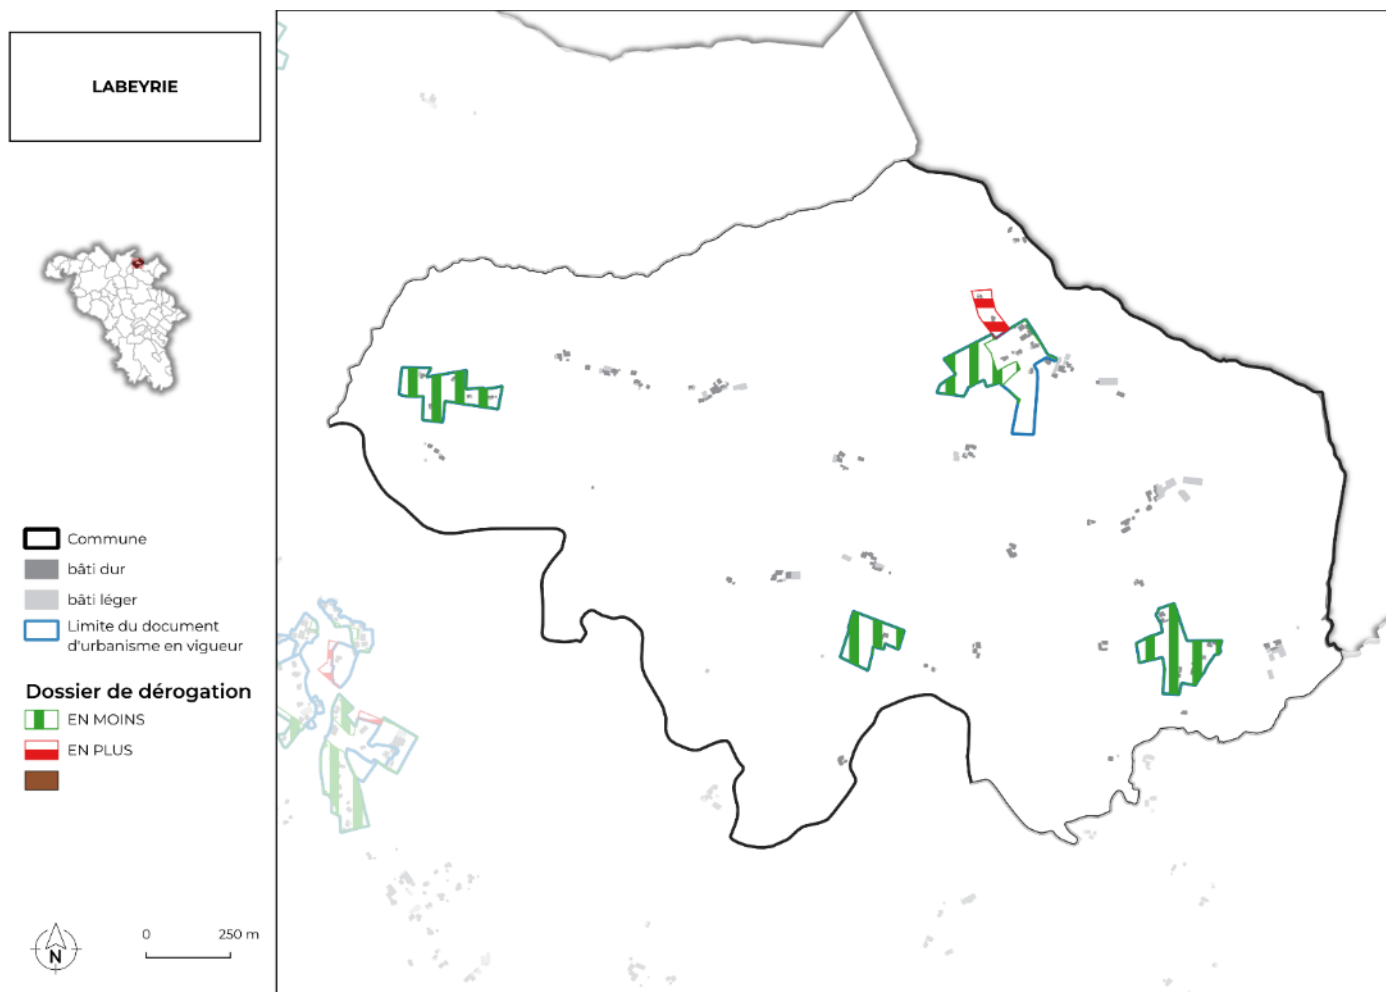 LABEYRIE
Commune
bâti dur
bâti léger
Limite du document
d'urbanisme en vigueur
Dossier de dérogation
EN MOINS
EN PLUS
N
0 250 m